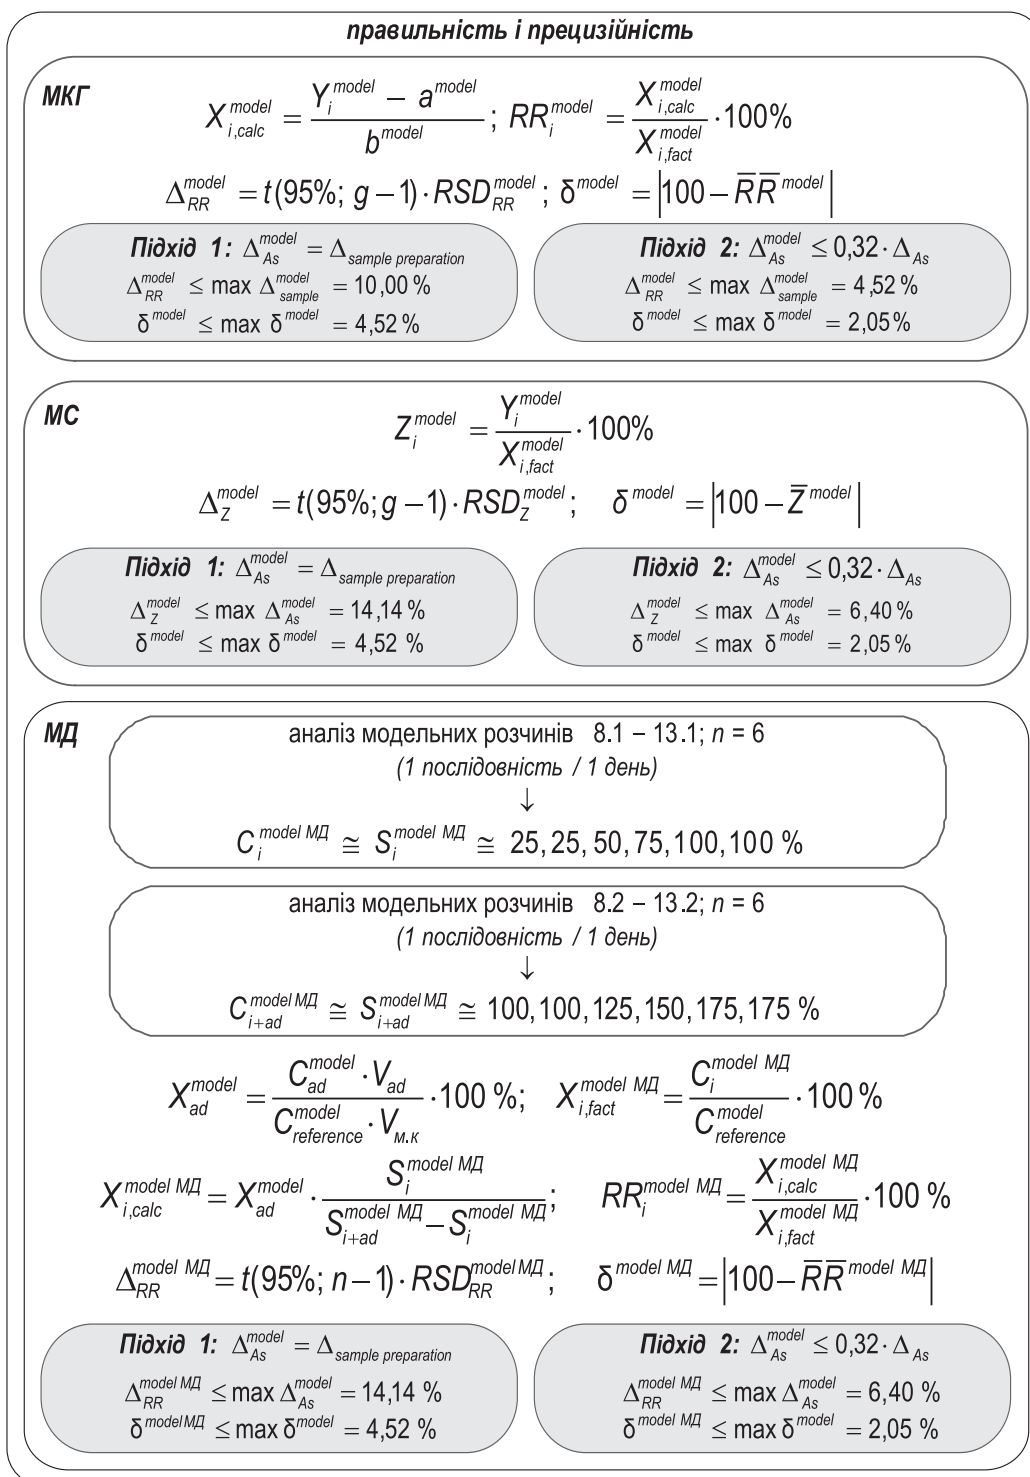 правильність і прецизійність
МКГ
X_{i,calc}^{model} = \frac{Y_i^{model} − a^{model}}{b^{model}}; RR_i^{model} = \frac{X_{i,calc}^{model}}{X_{i,fact}^{model}} · 100%
Δ_{RR}^{model} = t(95%; g − 1) · RSD_{RR}^{model}; δ^{model} = |100 − \overline{R}\overline{R}^{model}|
Підхід 1: Δ_{As}^{model} = Δ_{sample preparation}
Δ_{RR}^{model} ≤ max Δ_{sample}^{model} = 10,00 %
δ^{model} ≤ max δ^{model} = 4,52 %
Підхід 2: Δ_{As}^{model} ≤ 0,32 · Δ_{As}
Δ_{RR}^{model} ≤ max Δ_{sample}^{model} = 4,52 %
δ^{model} ≤ max δ^{model} = 2,05 %
МС
Z_i^{model} = \frac{Y_i^{model}}{X_{i,fact}^{model}} · 100%
Δ_Z^{model} = t(95%; g − 1) · RSD_Z^{model}; δ^{model} = |100 − \overline{Z}^{model}|
Підхід 1: Δ_{As}^{model} = Δ_{sample preparation}
Δ_Z^{model} ≤ max Δ_{As}^{model} = 14,14 %
δ^{model} ≤ max δ^{model} = 4,52 %
Підхід 2: Δ_{As}^{model} ≤ 0,32 · Δ_{As}
Δ_Z^{model} ≤ max Δ_{As}^{model} = 6,40 %
δ^{model} ≤ max δ^{model} = 2,05 %
МД
аналіз модельних розчинів 8.1 – 13.1; n = 6
(1 послідовність / 1 день)
↓
C_i^{model МД} ≅ S_i^{model МД} ≅ 25, 25, 50, 75, 100, 100 %
аналіз модельних розчинів 8.2 – 13.2; n = 6
(1 послідовність / 1 день)
↓
C_{i+ad}^{model МД} ≅ S_{i+ad}^{model МД} ≅ 100, 100, 125, 150, 175, 175 %
X_{ad}^{model} = \frac{C_{ad}^{model} · V_{ad}}{C_{reference}^{model} · V_{м.к}} · 100 %; X_{i,fact}^{model МД} = \frac{C_i^{model МД}}{C_{reference}^{model}} · 100 %
X_{i,calc}^{model МД} = X_{ad}^{model} · \frac{S_i^{model МД}}{S_{i+ad}^{model МД} − S_i^{model МД}}; RR_i^{model МД} = \frac{X_{i,calc}^{model МД}}{X_{i,fact}^{model МД}} · 100 %
Δ_{RR}^{model МД} = t(95%; n − 1) · RSD_{RR}^{model МД}; δ^{model МД} = |100 − \overline{R}\overline{R}^{model МД}|
Підхід 1: Δ_{As}^{model} = Δ_{sample preparation}
Δ_{RR}^{model МД} ≤ max Δ_{As}^{model} = 14,14 %
δ^{model МД} ≤ max δ^{model} = 4,52 %
Підхід 2: Δ_{As}^{model} ≤ 0,32 · Δ_{As}
Δ_{RR}^{model МД} ≤ max Δ_{As}^{model} = 6,40 %
δ^{model МД} ≤ max δ^{model} = 2,05 %